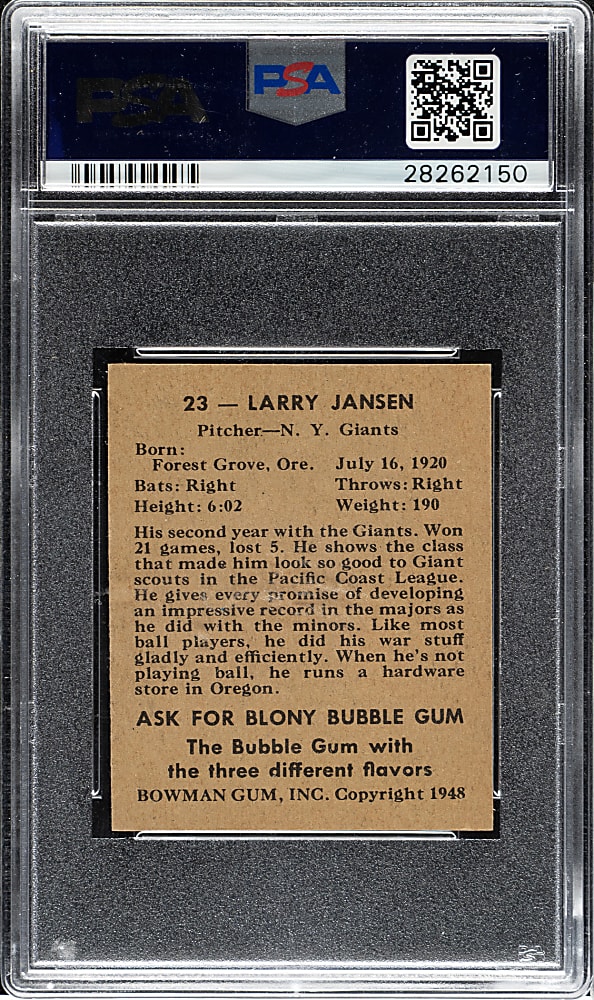 PSA
PSA
28262150
23 — LARRY JANSEN
Pitcher—N. Y. Giants
Born:
Forest Grove, Ore. July 16, 1920
Bats: Right Throws: Right
Height: 6:02 Weight: 190
His second year with the Giants. Won
21 games, lost 5. He shows the class
that made him look so good to Giant
scouts in the Pacific Coast League.
He gives every promise of developing
an impressive record in the majors as
he did with the minors. Like most
ball players, he did his war stuff
gladly and efficiently. When he's not
playing ball, he runs a hardware
store in Oregon.
ASK FOR BLONY BUBBLE GUM
The Bubble Gum with
the three different flavors
BOWMAN GUM, INC. Copyright 1948